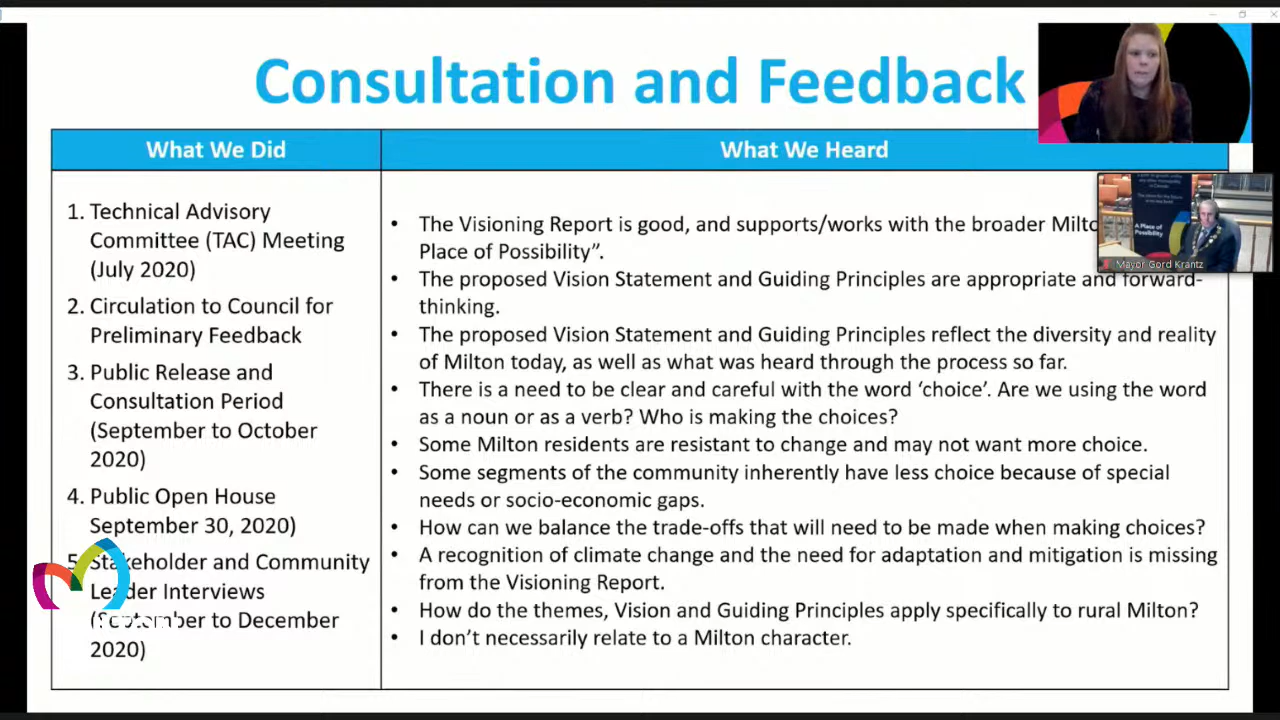 Consultation and Feedback
What We Did
What We Heard
1. Technical Advisory
Committee (TAC) Meeting
(July 2020)
2. Circulation to Council for
Preliminary Feedback
3. Public Release and
Consultation Period
(September to October
2020)
4. Public Open House
September 30, 2020)
5. Stakeholder and Community
Leader Interviews
(September to December
2020)
• The Visioning Report is good, and supports/works with the broader
Place of Possibility”.
• The proposed Vision Statement and Guiding Principles are appropriate and forward-
thinking.
• The proposed Vision Statement and Guiding Principles reflect the diversity and reality
of Milton today, as well as what was heard through the process so far.
• There is a need to be clear and careful with the word ‘choice’. Are we using the word
as a noun or as a verb? Who is making the choices?
• Some Milton residents are resistant to change and may not want more choice.
• Some segments of the community inherently have less choice because of special
needs or socio-economic gaps.
• How can we balance the trade-offs that will need to be made when making choices?
• A recognition of climate change and the need for adaptation and mitigation is missing
from the Visioning Report.
• How do the themes, Vision and Guiding Principles apply specifically to rural Milton?
• I don’t necessarily relate to a Milton character.
A Place of
Possibility
Mayor Gord Krantz